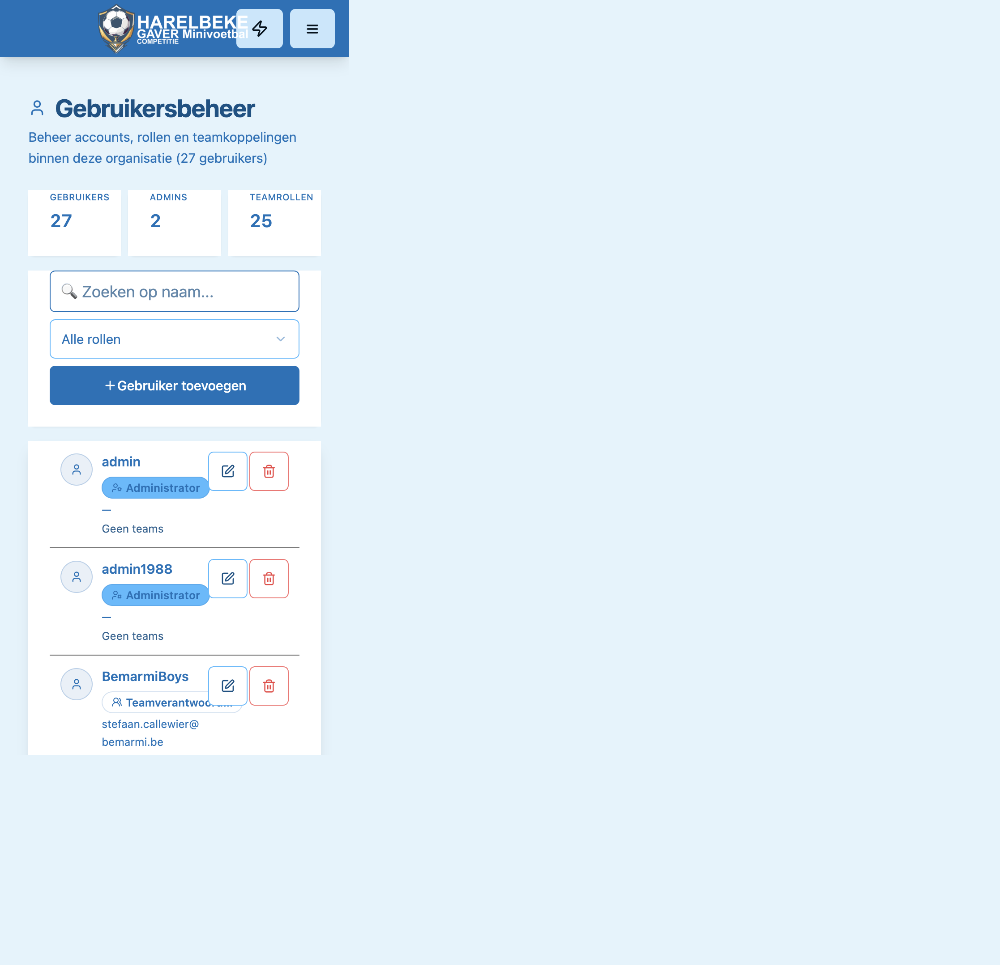 HARELBEKE
GAVER Minivoetbal
COMPETITIE
Gebruikersbeheer
Beheer accounts, rollen en teamkoppelingen
binnen deze organisatie (27 gebruikers)
GEBRUIKERS
27
ADMINS
2
TEAMROLLEN
25
🔍 Zoeken op naam...
Alle rollen
+ Gebruiker toevoegen
admin
Administrator
—
Geen teams
admin1988
Administrator
—
Geen teams
BemarmiBoys
stefaan.callewier@
bemarmi.be